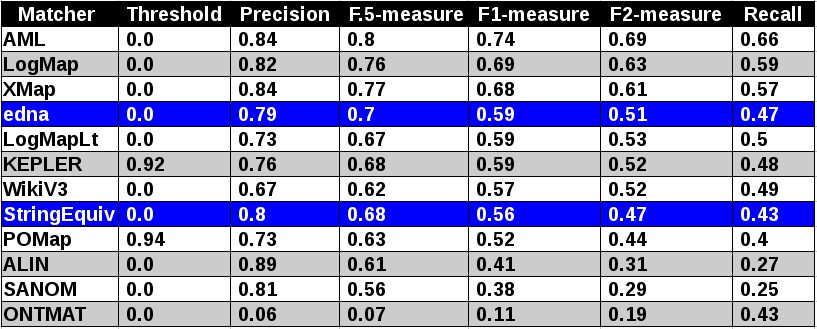 Matcher Threshold Precision F.5-measure F1-measure F2-measure Recall
AML 0.0 0.84 0.8 0.74 0.69 0.66
LogMap 0.0 0.82 0.76 0.69 0.63 0.59
XMap 0.0 0.84 0.77 0.68 0.61 0.57
edna 0.0 0.79 0.7 0.59 0.51 0.47
LogMapLt 0.0 0.73 0.67 0.59 0.53 0.5
KEPLER 0.92 0.76 0.68 0.59 0.52 0.48
WikiV3 0.0 0.67 0.62 0.57 0.52 0.49
StringEquiv 0.0 0.8 0.68 0.56 0.47 0.43
POMap 0.94 0.73 0.63 0.52 0.44 0.4
ALIN 0.0 0.89 0.61 0.41 0.31 0.27
SANOM 0.0 0.81 0.56 0.38 0.29 0.25
ONTMAT 0.0 0.06 0.07 0.11 0.19 0.43